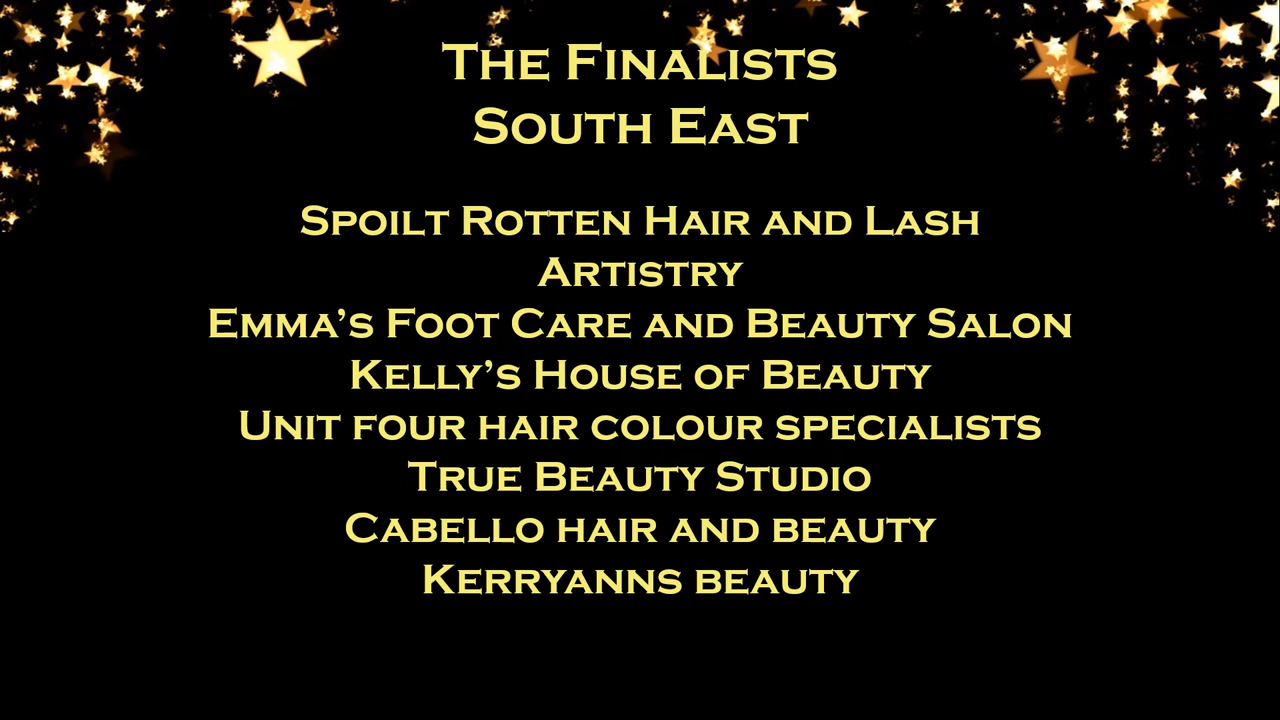 The Finalists
South East
Spoilt Rotten Hair and Lash
Artistry
Emma’s Foot Care and Beauty Salon
Kelly’s House of Beauty
Unit four hair colour specialists
True Beauty Studio
Cabello hair and beauty
Kerryanns beauty